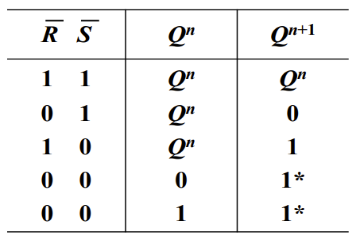 R̅ S̅ Qⁿ Qⁿ⁺¹
1 1 Qⁿ Qⁿ
0 1 Qⁿ 0
1 0 Qⁿ 1
0 0 0 1*
0 0 1 1*